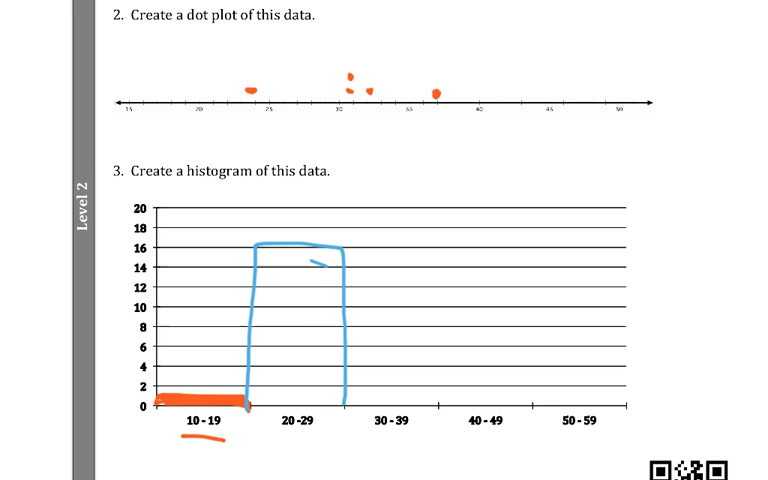 2. Create a dot plot of this data.
15 20 25 30 35 40 45 50
3. Create a histogram of this data.
Level 2
20
18
16
14
12
10
8
6
4
2
0
10 - 19 20 -29 30 - 39 40 - 49 50 - 59